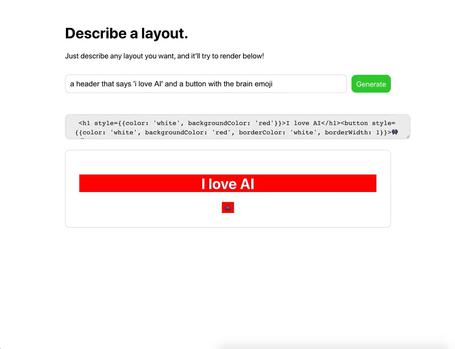 Describe a layout.
Just describe any layout you want, and it'll try to render below!
a header that says 'i love AI' and a button with the brain emoji
Generate
<h1 style={{color: 'white', backgroundColor: 'red'}}>I love AI</h1><button style=
{{color: 'white', backgroundColor: 'red', borderColor: 'white', borderWidth: 1}}>
I love AI